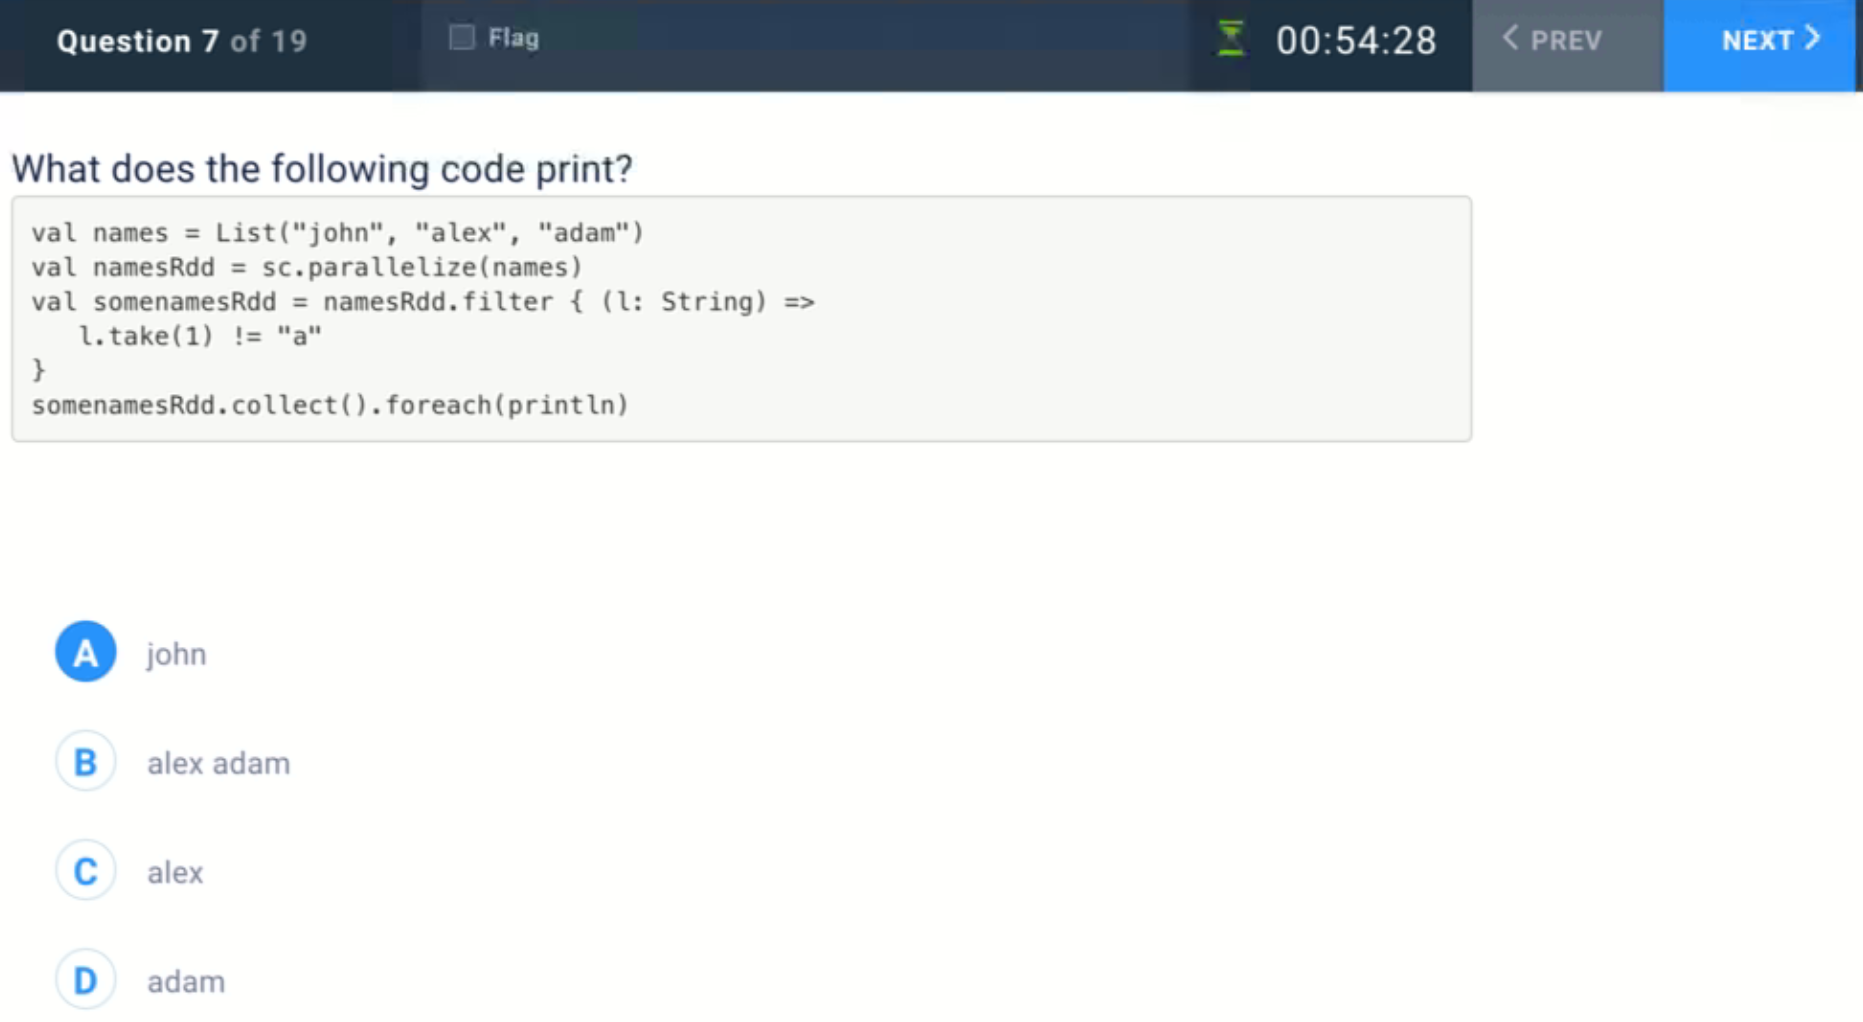 Question 7 of 19
Flag
00:54:28
PREV
NEXT
What does the following code print?
val names = List("john", "alex", "adam")
val namesRdd = sc.parallelize(names)
val somenamesRdd = namesRdd.filter { (l: String) =>
   l.take(1) != "a"
}
somenamesRdd.collect().foreach(println)
A john
B alex adam
C alex
D adam